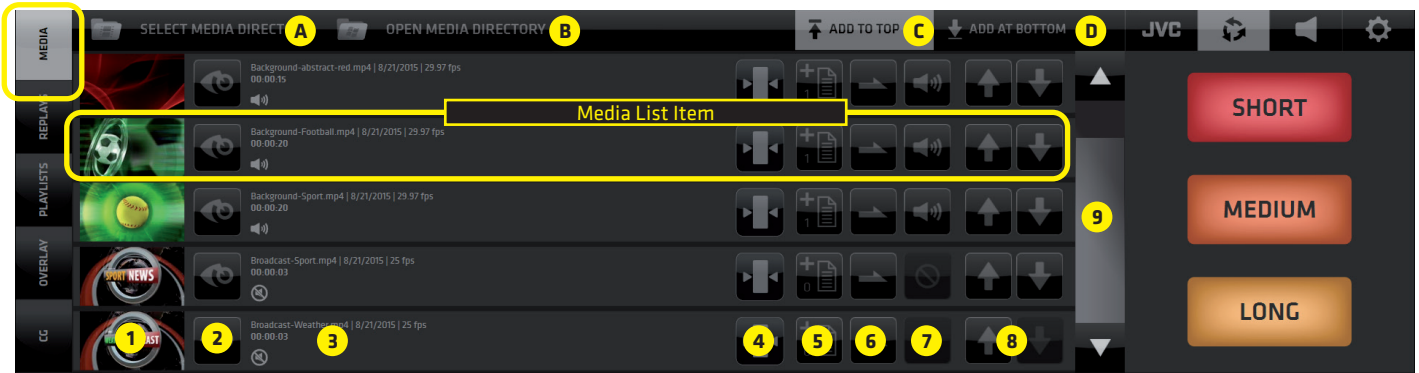 MEDIA
REPLAYS
PLAYLISTS
OVERLAY
CG
SELECT MEDIA DIRECT A
OPEN MEDIA DIRECTORY B
ADD TO TOP C
ADD AT BOTTOM D
JVC
Background-abstract-red.mp4 | 8/21/2015 | 29.97 fps
00:00:15
1
Media List Item
Background-Football.mp4 | 8/21/2015 | 29.97 fps
00:00:20
1
Background-Sport.mp4 | 8/21/2015 | 29.97 fps
00:00:20
1
SPORT NEWS
Broadcast-Sport.mp4 | 8/21/2015 | 25 fps
00:00:03
0
Broadcast-Weather.mp4 | 8/21/2015 | 25 fps
00:00:03
1
2
3
4
5
6
7
8
9
SHORT
MEDIUM
LONG